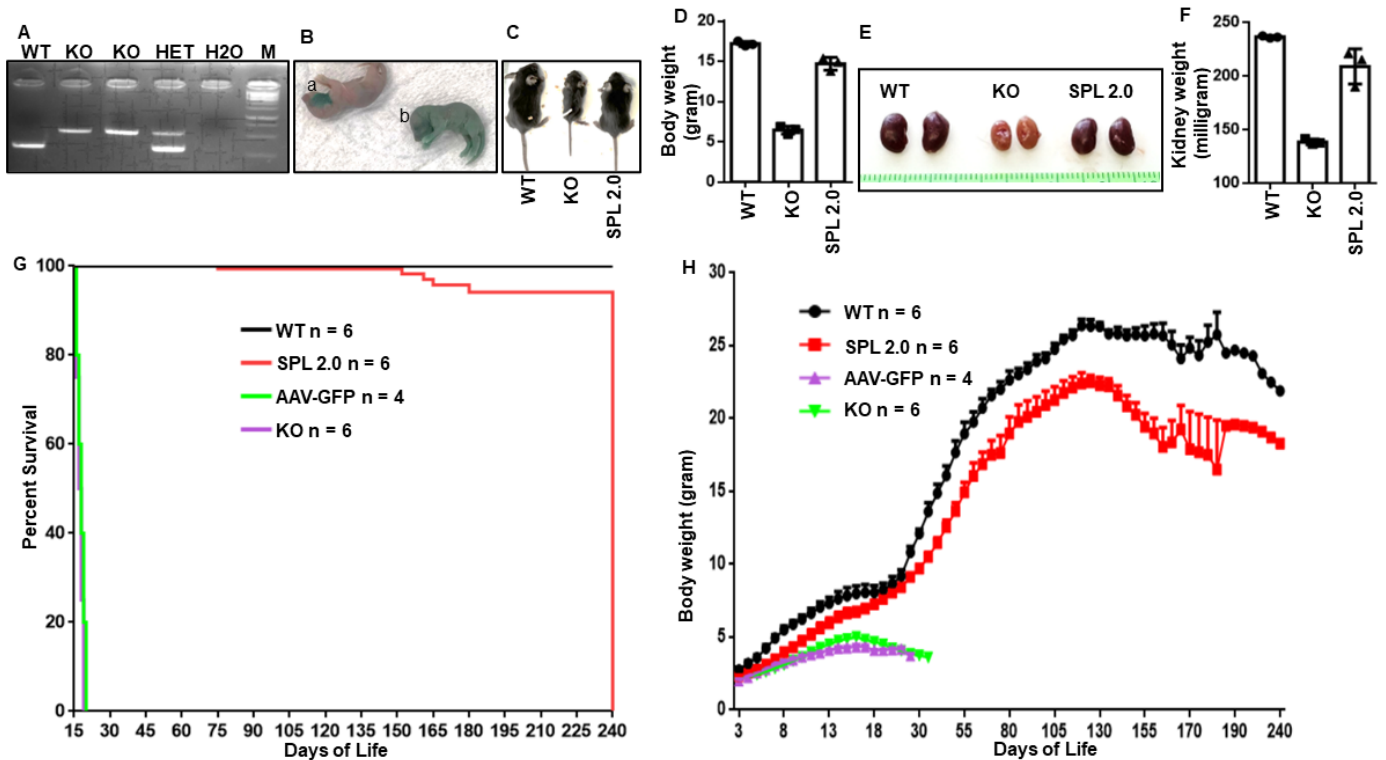 A
WT KO KO HET H2O M
B
a
b
C
WT
KO
SPL 2.0
D
Body weight
(gram)
20
15
10
5
0
WT
KO
SPL 2.0
E
WT KO SPL 2.0
F
Kidney weight
(milligram)
250
200
150
100
WT
KO
SPL 2.0
G
Percent Survival
100
80
60
40
20
0
WT n = 6
SPL 2.0 n = 6
AAV-GFP n = 4
KO n = 6
15 30 45 60 75 90 105 120 135 150 165 180 195 210 225 240
Days of Life
H
Body weight (gram)
30
25
20
15
10
5
0
WT n = 6
SPL 2.0 n = 6
AAV-GFP n = 4
KO n = 6
3 8 13 18 30 55 80 105 130 155 170 190 240
Days of Life